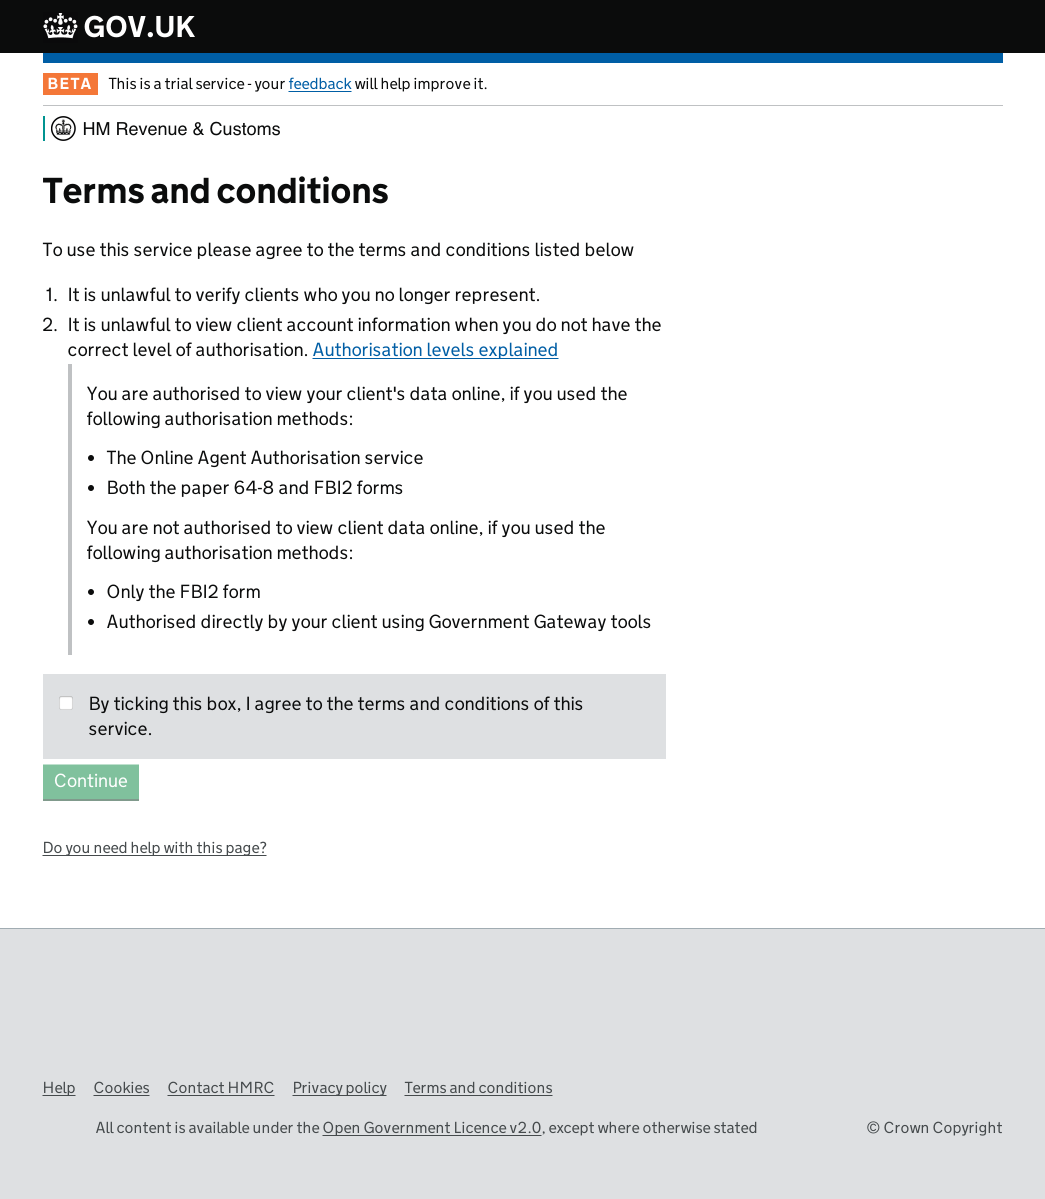 GOV.UK
BETA This is a trial service - your feedback will help improve it.
HM Revenue & Customs
Terms and conditions
To use this service please agree to the terms and conditions listed below
1. It is unlawful to verify clients who you no longer represent.
2. It is unlawful to view client account information when you do not have the
correct level of authorisation. Authorisation levels explained
You are authorised to view your client's data online, if you used the
following authorisation methods:
• The Online Agent Authorisation service
• Both the paper 64-8 and FBI2 forms
You are not authorised to view client data online, if you used the
following authorisation methods:
• Only the FBI2 form
• Authorised directly by your client using Government Gateway tools
By ticking this box, I agree to the terms and conditions of this
service.
Continue
Do you need help with this page?
Help Cookies Contact HMRC Privacy policy Terms and conditions
All content is available under the Open Government Licence v2.0, except where otherwise stated © Crown Copyright